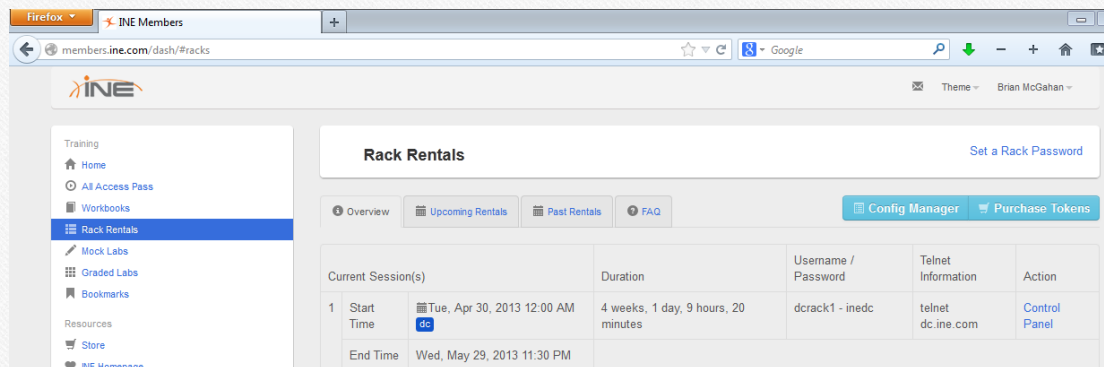 Firefox
INE Members
members.ine.com/dash/#racks
Google
INE
Theme
Brian McGahan
Training
Home
All Access Pass
Workbooks
Rack Rentals
Mock Labs
Graded Labs
Bookmarks
Resources
Store
INE Homepage
Rack Rentals
Set a Rack Password
Overview
Upcoming Rentals
Past Rentals
FAQ
Config Manager
Purchase Tokens
Current Session(s)
Duration
Username /
Password
Telnet
Information
Action
1
Start
Time
Tue, Apr 30, 2013 12:00 AM
dc
4 weeks, 1 day, 9 hours, 20
minutes
dcrack1 - inedc
telnet
dc.ine.com
Control
Panel
End Time
Wed, May 29, 2013 11:30 PM